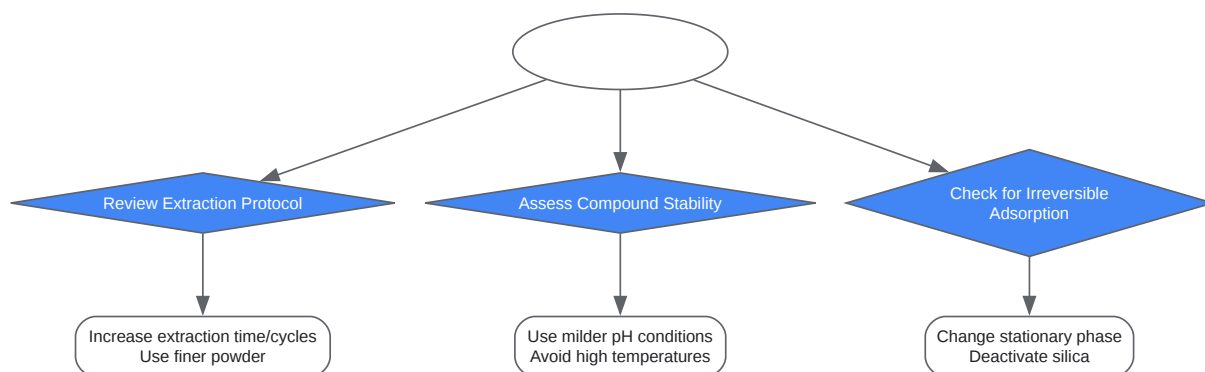 Review Extraction Protocol
Assess Compound Stability
Check for Irreversible
Adsorption
Increase extraction time/cycles
Use finer powder
Use milder pH conditions
Avoid high temperatures
Change stationary phase
Deactivate silica